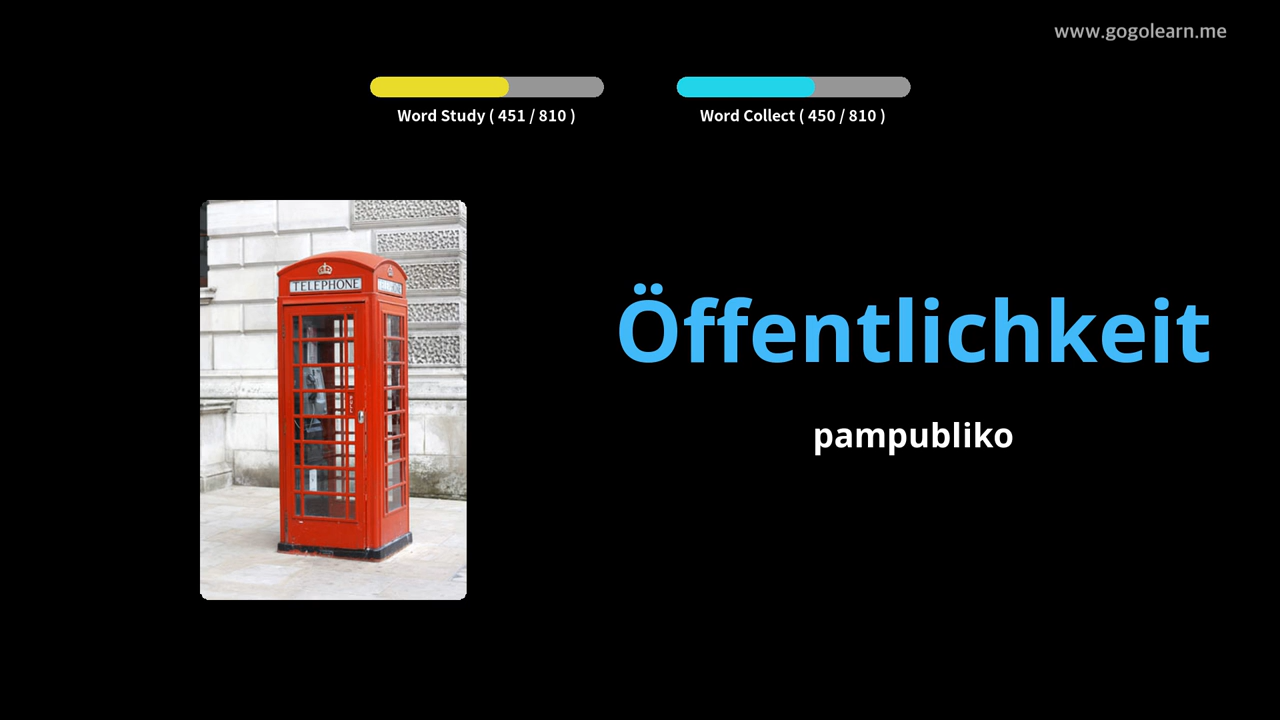 www.gogolearn.me
Word Study ( 451 / 810 )
Word Collect ( 450 / 810 )
TELEPHONE
Öffentlichkeit
pampubliko